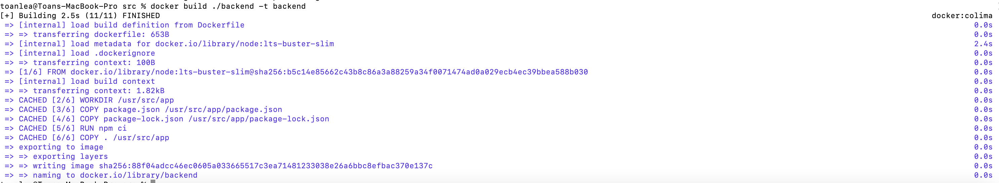 toanlea@Toans-MacBook-Pro src % docker build ./backend -t backend
[+] Building 2.5s (11/11) FINISHED docker:colima
=> [internal] load build definition from Dockerfile 0.0s
=> => transferring dockerfile: 653B 0.0s
=> [internal] load metadata for docker.io/library/node:lts-buster-slim 2.4s
=> [internal] load .dockerignore 0.0s
=> => transferring context: 100B 0.0s
=> [1/6] FROM docker.io/library/node:lts-buster-slim@sha256:b5c14e85662c43b8c86a3a88259a34f0071474ad0a029ecb4ec39bbea588b030 0.0s
=> [internal] load build context 0.0s
=> => transferring context: 1.82kB 0.0s
=> CACHED [2/6] WORKDIR /usr/src/app 0.0s
=> CACHED [3/6] COPY package.json /usr/src/app/package.json 0.0s
=> CACHED [4/6] COPY package-lock.json /usr/src/app/package-lock.json 0.0s
=> CACHED [5/6] RUN npm ci 0.0s
=> CACHED [6/6] COPY . /usr/src/app 0.0s
=> exporting to image 0.0s
=> => exporting layers 0.0s
=> => writing image sha256:88f04adcc46ec0605a033665517c3ea71481233038e26a6bbc8efbac370e137c 0.0s
=> => naming to docker.io/library/backend 0.0s